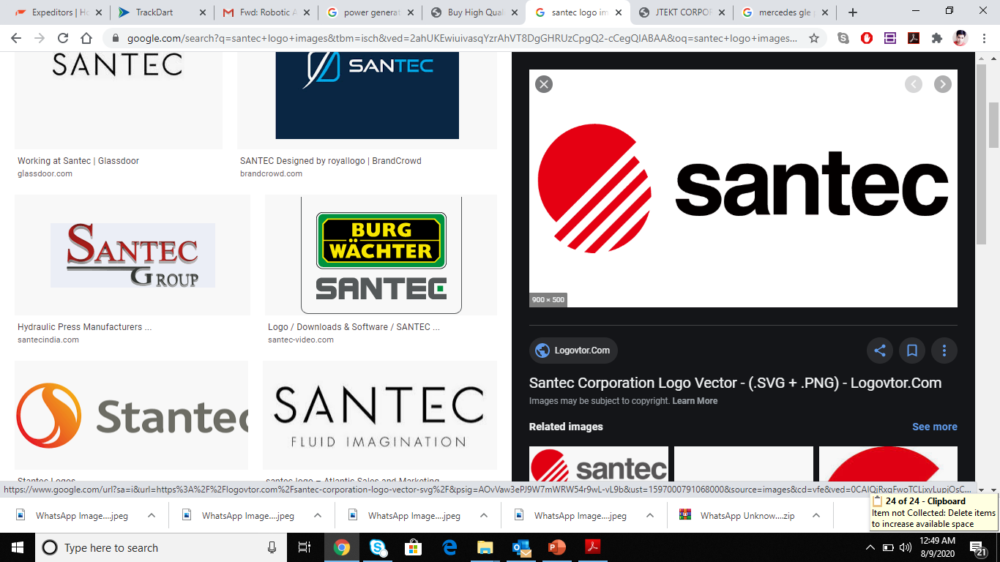 Expeditors | Ho
TrackDart
Fwd: Robotic A
power generat
Buy High Qual
santec logo im
JTEKT CORPOR
mercedes gle p
google.com/search?q=santec+logo+images&tbm=isch&ved=2ahUKEwiuivasqYzrAhVT8DgGHRUzCpgQ2-cCegQIABAA&oq=santec+logo+images...
SANTEC
SANTEC
Working at Santec | Glassdoor
glassdoor.com
SANTEC Designed by royallogo | BrandCrowd
brandcrowd.com
SANTEC
GROUP
BURG
WÄCHTER
SANTEC
Hydraulic Press Manufacturers ...
santecindia.com
Logo / Downloads & Software / SANTEC ...
santec-video.com
Stantec
SANTEC
FLUID IMAGINATION
Stantec Logos
santec logo – Atlantic Sales and Marketing
santec
900 × 500
Logovtor.Com
Santec Corporation Logo Vector - (.SVG + .PNG) - Logovtor.Com
Images may be subject to copyright. Learn More
Related images
See more
santec
https://www.google.com/url?sa=i&url=https%3A%2F%2Flogovtor.com%2Fsantec-corporation-logo-vector-svg%2F&psig=AOvVaw3ePJ9W7mWRW54r9wL-vL9b&ust=1597000791068000&source=images&cd=vfe&ved=0CAIQjRxqFwoTCLjxyLupjOsC...
24 of 24 - Clipboard
Item not Collected: Delete items
to increase available space
WhatsApp Image....jpeg
WhatsApp Image....jpeg
WhatsApp Image....jpeg
WhatsApp Image....jpeg
WhatsApp Unknow....zip
Type here to search
12:49 AM
8/9/2020
21